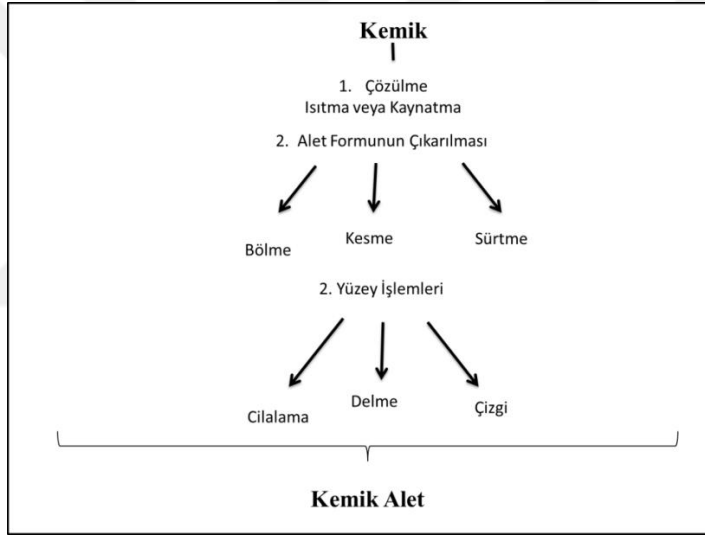 Kemik
1. Çözülme
Isıtma veya Kaynatma
2. Alet Formunun Çıkarılması
Bölme Kesme Sürtme
2. Yüzey İşlemleri
Cilalama Delme Çizgi
Kemik Alet